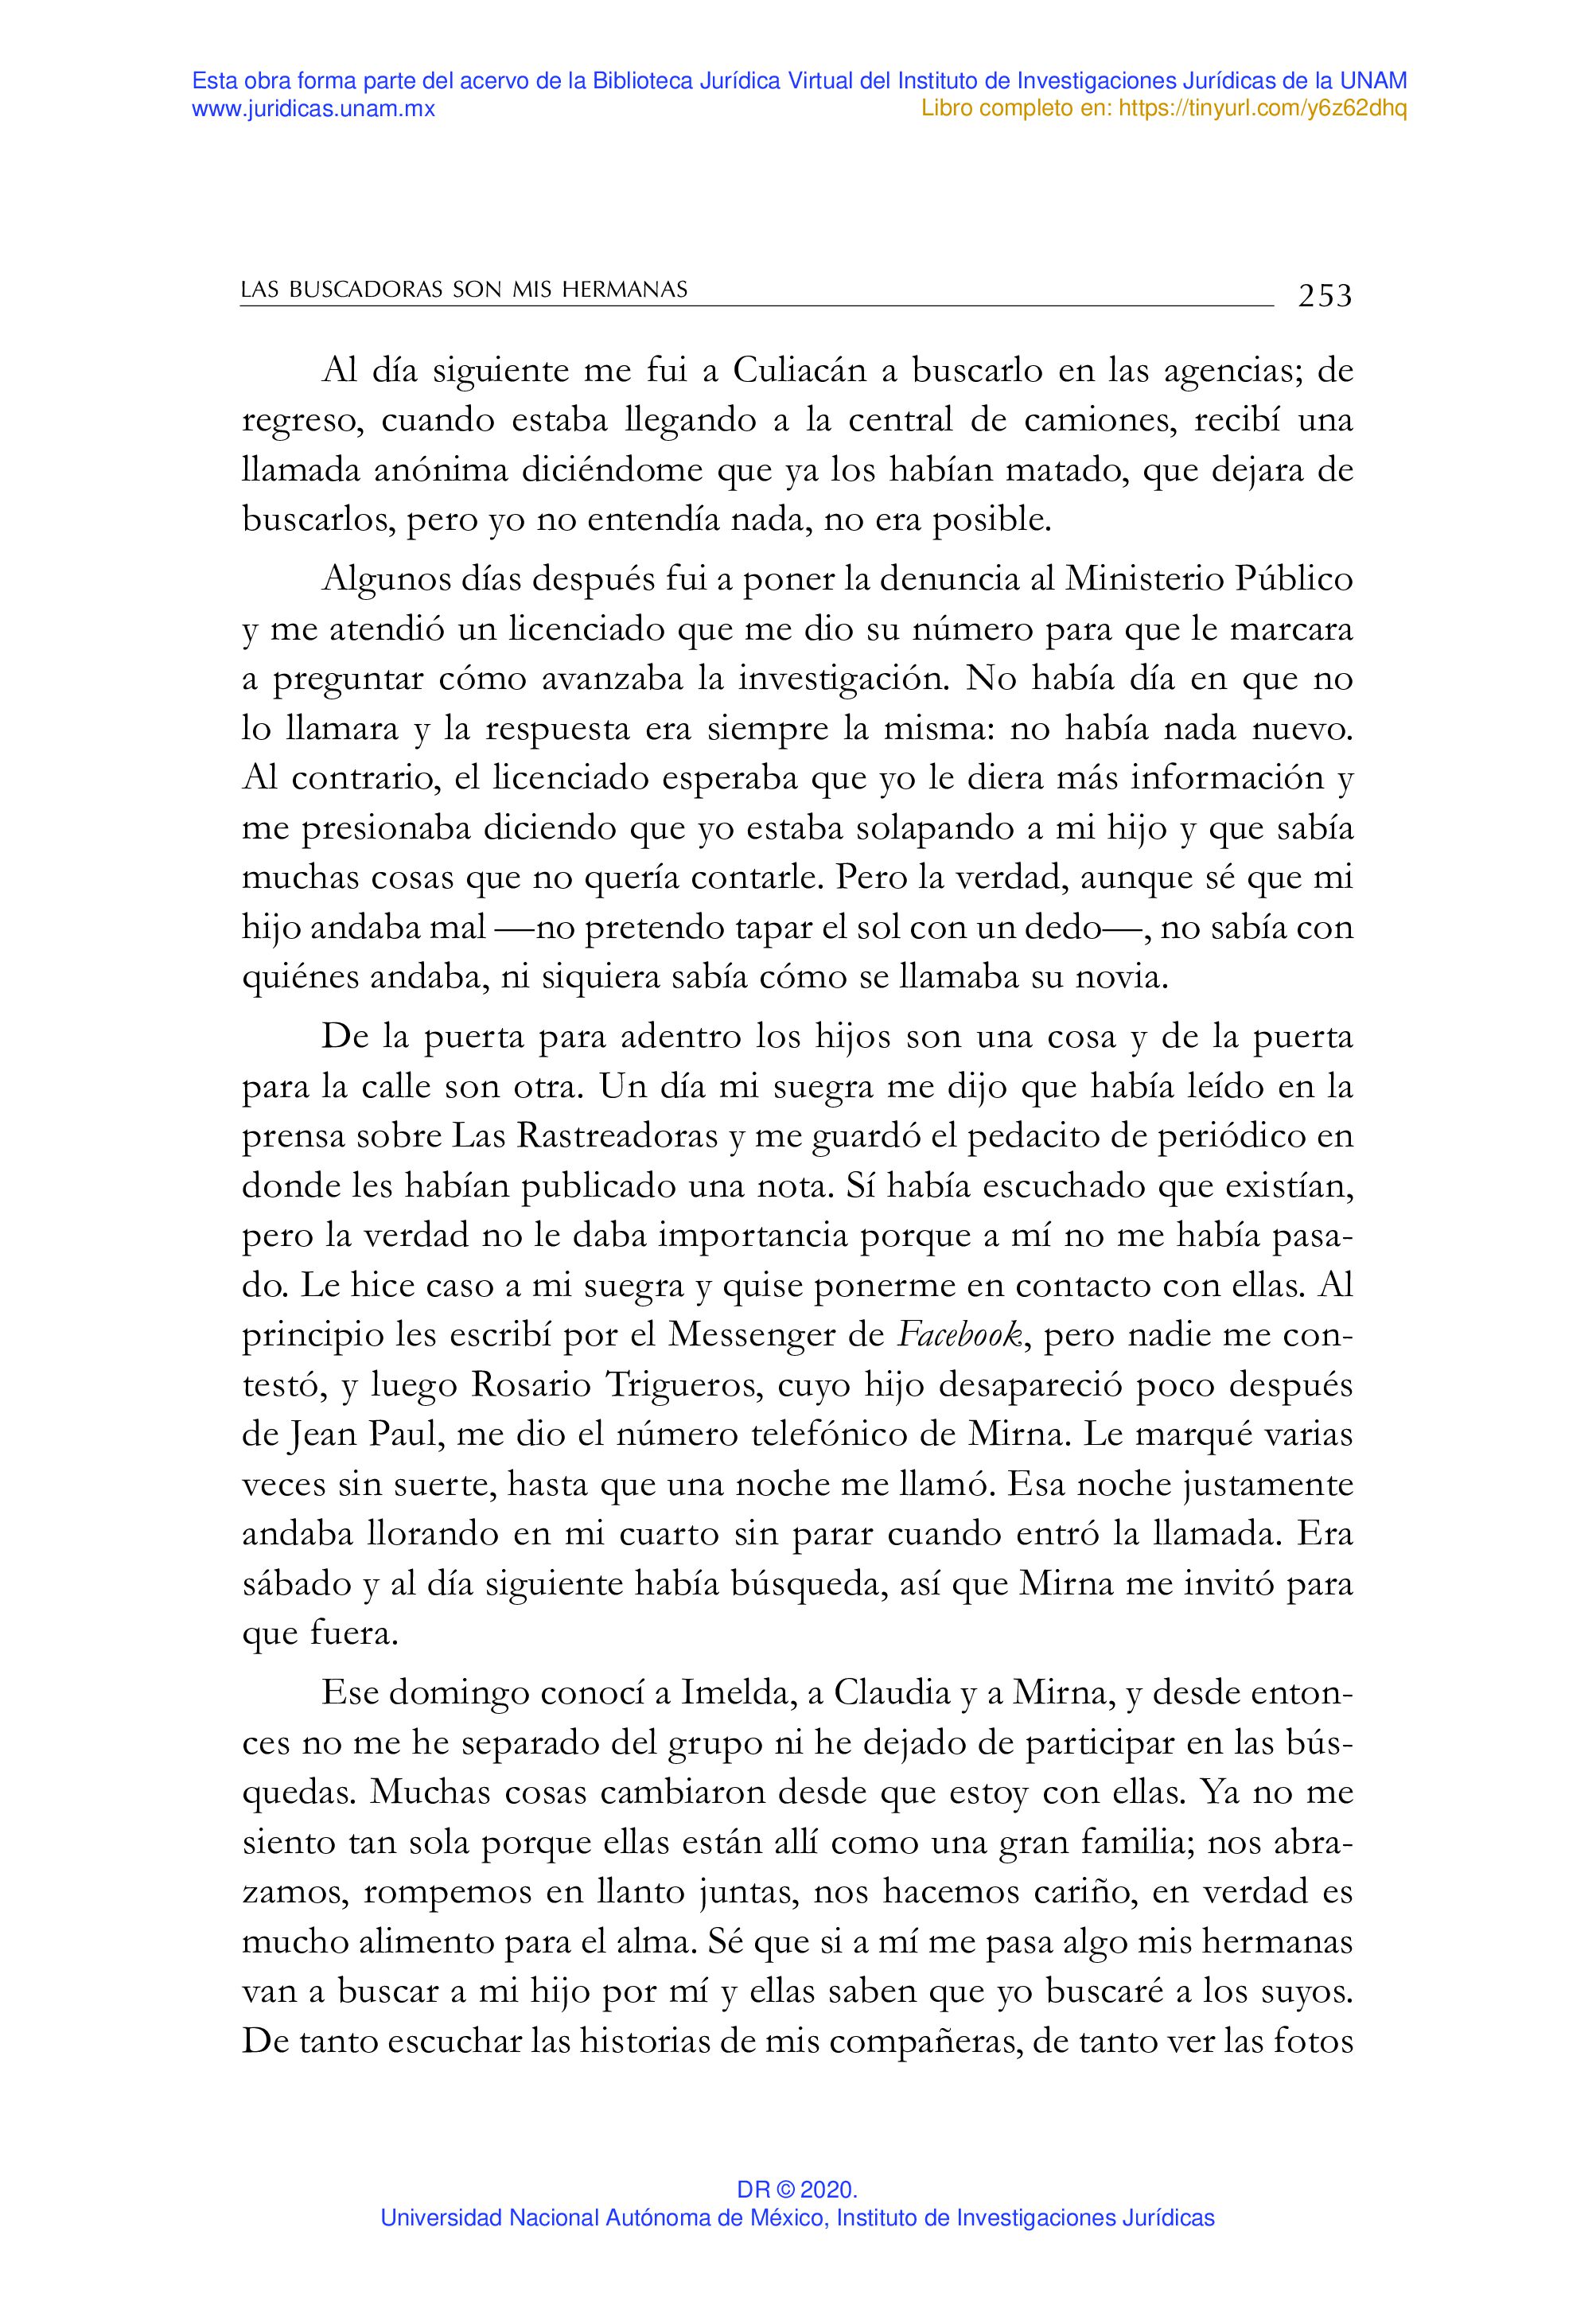 Esta obra forma parte del acervo de la Biblioteca Jurídica Virtual del Instituto de Investigaciones Jurídicas de la UNAM
www.juridicas.unam.mx
Libro completo en: https://tinyurl.com/y6z62dhq
LAS BUSCADORAS SON MIS HERMANAS
253
Al día siguiente me fui a Culiacán a buscarlo en las agencias; de
regreso, cuando estaba llegando a la central de camiones, recibí una
llamada anónima diciéndome que ya los habían matado, que dejara de
buscarlos, pero yo no entendía nada, no era posible.
Algunos días después fui a poner la denuncia al Ministerio Público
y me atendió un licenciado que me dio su número para que le marcara
a preguntar cómo avanzaba la investigación. No había día en que no
lo llamara y la respuesta era siempre la misma: no había nada nuevo.
Al contrario, el licenciado esperaba que yo le diera más información y
me presionaba diciendo que yo estaba solapando a mi hijo y que sabía
muchas cosas que no quería contarle. Pero la verdad, aunque sé que mi
hijo andaba mal —no pretendo tapar el sol con un dedo—, no sabía con
quiénes andaba, ni siquiera sabía cómo se llamaba su novia.
De la puerta para adentro los hijos son una cosa y de la puerta
para la calle son otra. Un día mi suegra me dijo que había leído en la
prensa sobre Las Rastreadoras y me guardó el pedacito de periódico en
donde les habían publicado una nota. Sí había escuchado que existían,
pero la verdad no le daba importancia porque a mí no me había pasa-
do. Le hice caso a mi suegra y quise ponerme en contacto con ellas. Al
principio les escribí por el Messenger de Facebook, pero nadie me con-
testó, y luego Rosario Trigueros, cuyo hijo desapareció poco después
de Jean Paul, me dio el número telefónico de Mirna. Le marqué varias
veces sin suerte, hasta que una noche me llamó. Esa noche justamente
andaba llorando en mi cuarto sin parar cuando entró la llamada. Era
sábado y al día siguiente había búsqueda, así que Mirna me invitó para
que fuera.
Ese domingo conocí a Imelda, a Claudia y a Mirna, y desde enton-
ces no me he separado del grupo ni he dejado de participar en las bús-
quedas. Muchas cosas cambiaron desde que estoy con ellas. Ya no me
siento tan sola porque ellas están allí como una gran familia; nos abra-
zamos, rompemos en llanto juntas, nos hacemos cariño, en verdad es
mucho alimento para el alma. Sé que si a mí me pasa algo mis hermanas
van a buscar a mi hijo por mí y ellas saben que yo buscaré a los suyos.
De tanto escuchar las historias de mis compañeras, de tanto ver las fotos
DR © 2020.
Universidad Nacional Autónoma de México, Instituto de Investigaciones Jurídicas